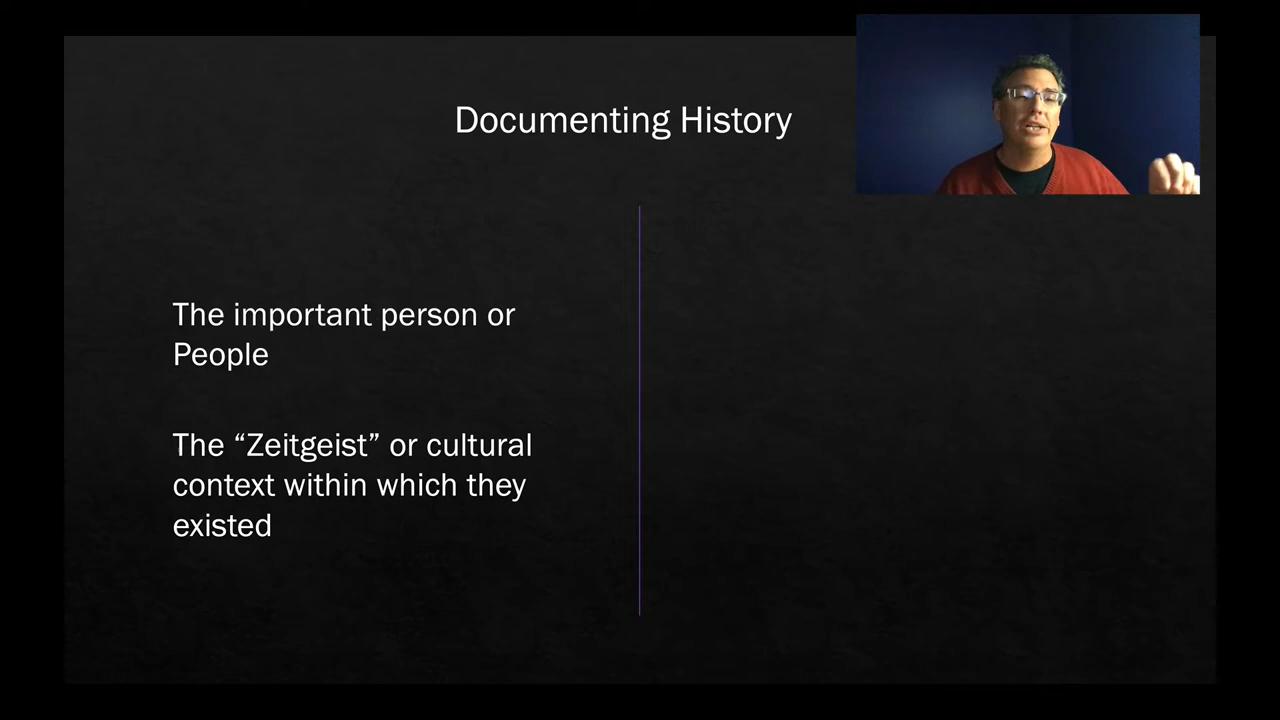 Documenting History
The important person or
People
The “Zeitgeist” or cultural
context within which they
existed